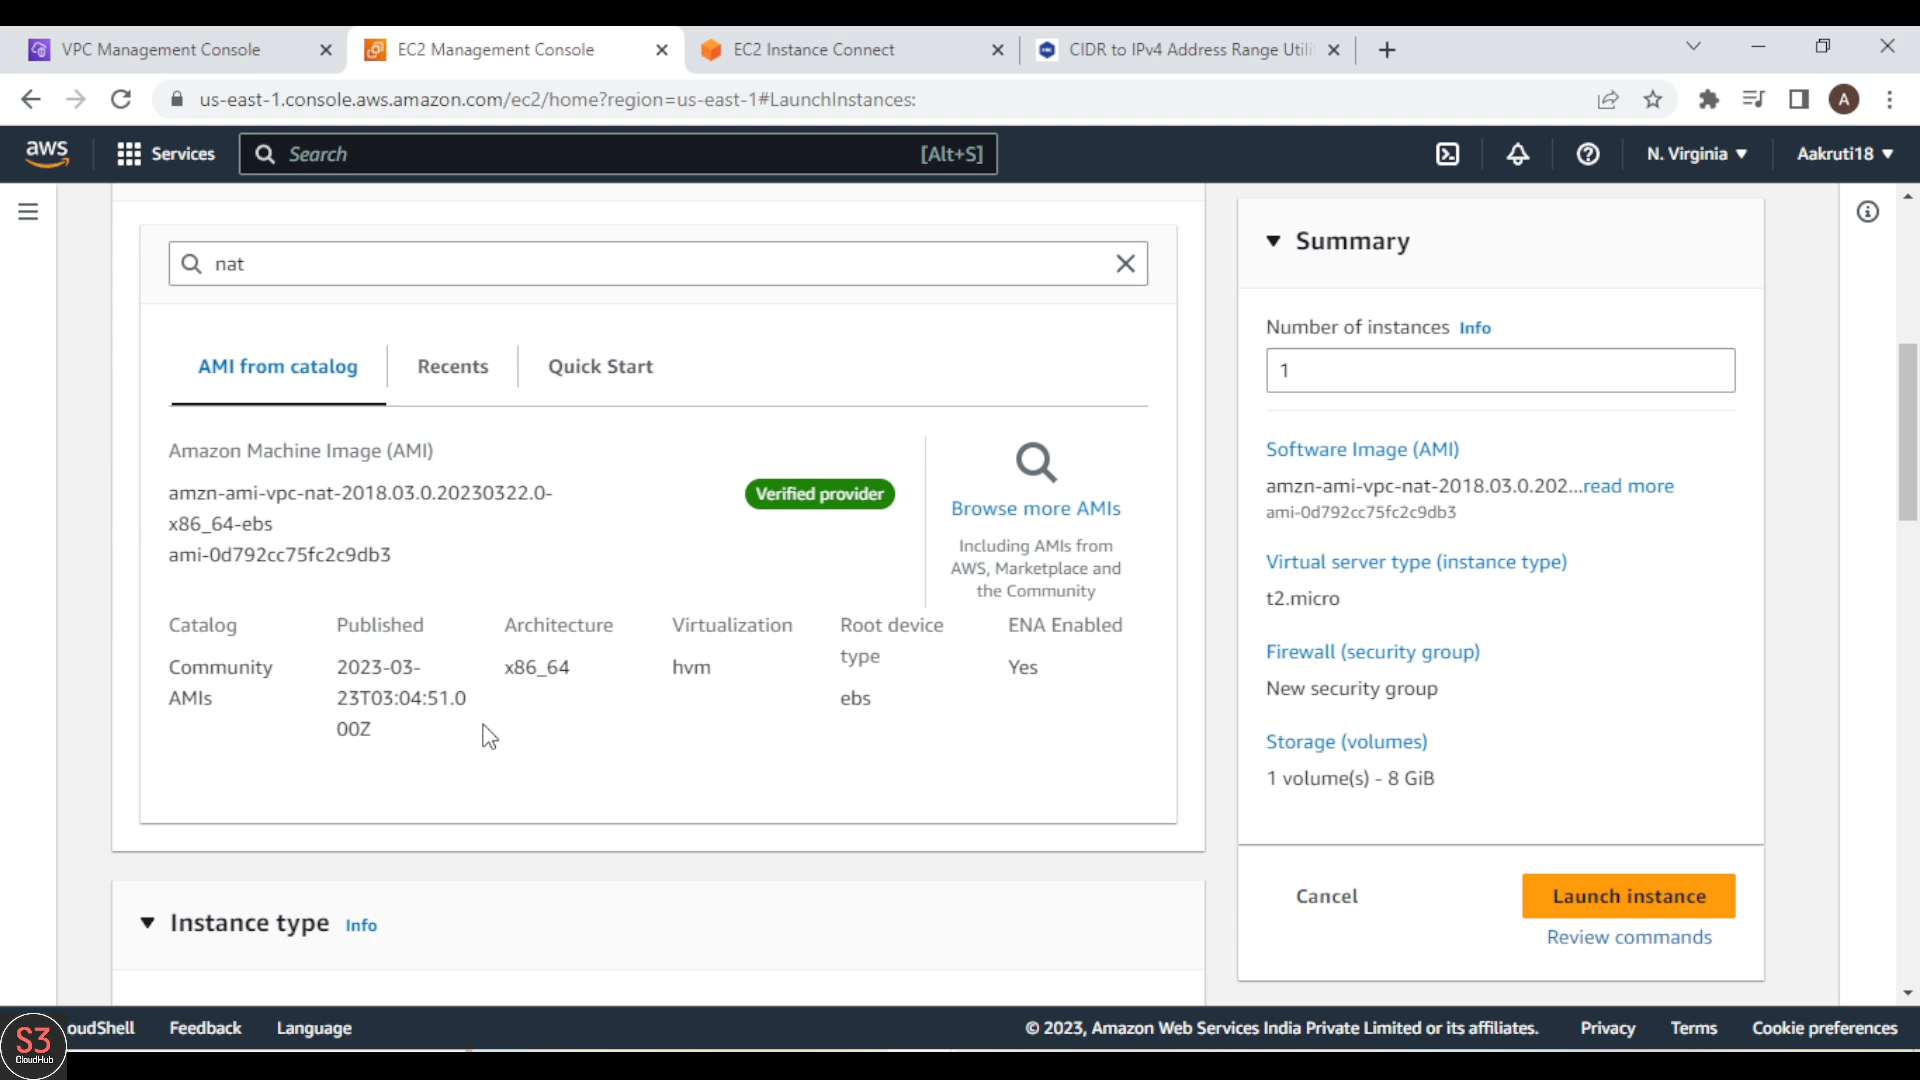 VPC Management Console
EC2 Management Console
EC2 Instance Connect
CIDR to IPv4 Address Range Utili
us-east-1.console.aws.amazon.com/ec2/home?region=us-east-1#LaunchInstances:
A
aws
Services
Search
[Alt+S]
N. Virginia
Aakruti18
nat
AMI from catalog
Recents
Quick Start
Amazon Machine Image (AMI)
amzn-ami-vpc-nat-2018.03.0.20230322.0-
x86_64-ebs
ami-0d792cc75fc2c9db3
Verified provider
Browse more AMIs
Including AMIs from
AWS, Marketplace and
the Community
Catalog
Community
AMIs
Published
2023-03-
23T03:04:51.0
00Z
Architecture
x86_64
Virtualization
hvm
Root device
type
ebs
ENA Enabled
Yes
Instance type Info
Summary
Number of instances Info
1
Software Image (AMI)
amzn-ami-vpc-nat-2018.03.0.202...read more
ami-0d792cc75fc2c9db3
Virtual server type (instance type)
t2.micro
Firewall (security group)
New security group
Storage (volumes)
1 volume(s) - 8 GiB
Cancel
Launch instance
Review commands
S3
CloudHub
oudShell
Feedback
Language
© 2023, Amazon Web Services India Private Limited or its affiliates.
Privacy
Terms
Cookie preferences